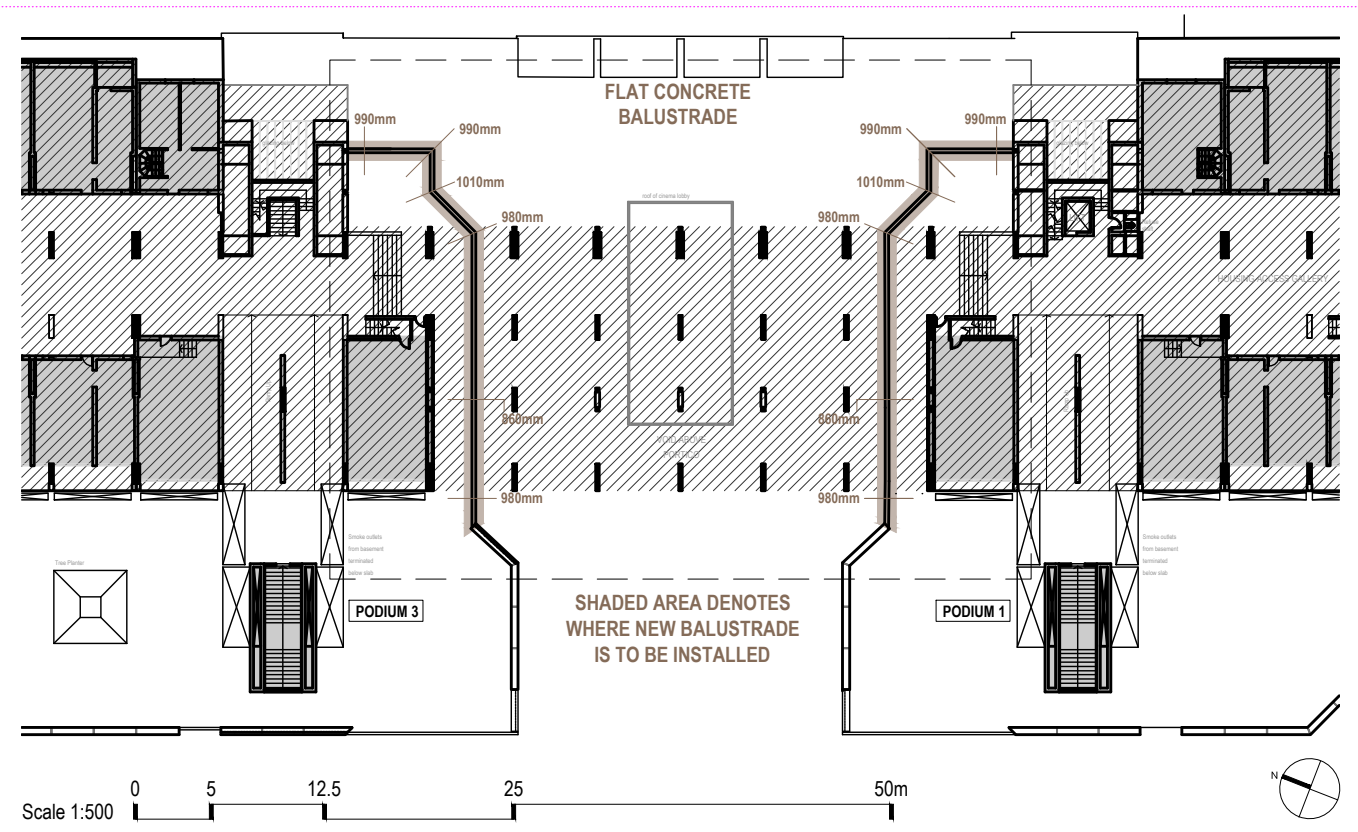 FLAT CONCRETE
BALUSTRADE
990mm
990mm
990mm
990mm
1010mm
1010mm
roof of cinema lobby
980mm
980mm
HOUSING ACCESS GALLERY
860mm
860mm
VOID ABOVE
PORTICO
980mm
980mm
Smoke outlets
from basement
terminated
below slab
Smoke outlets
from basement
terminated
below slab
Tree Planter
PODIUM 3
SHADED AREA DENOTES
WHERE NEW BALUSTRADE
IS TO BE INSTALLED
PODIUM 1
N
Scale 1:500
0
5
12.5
25
50m